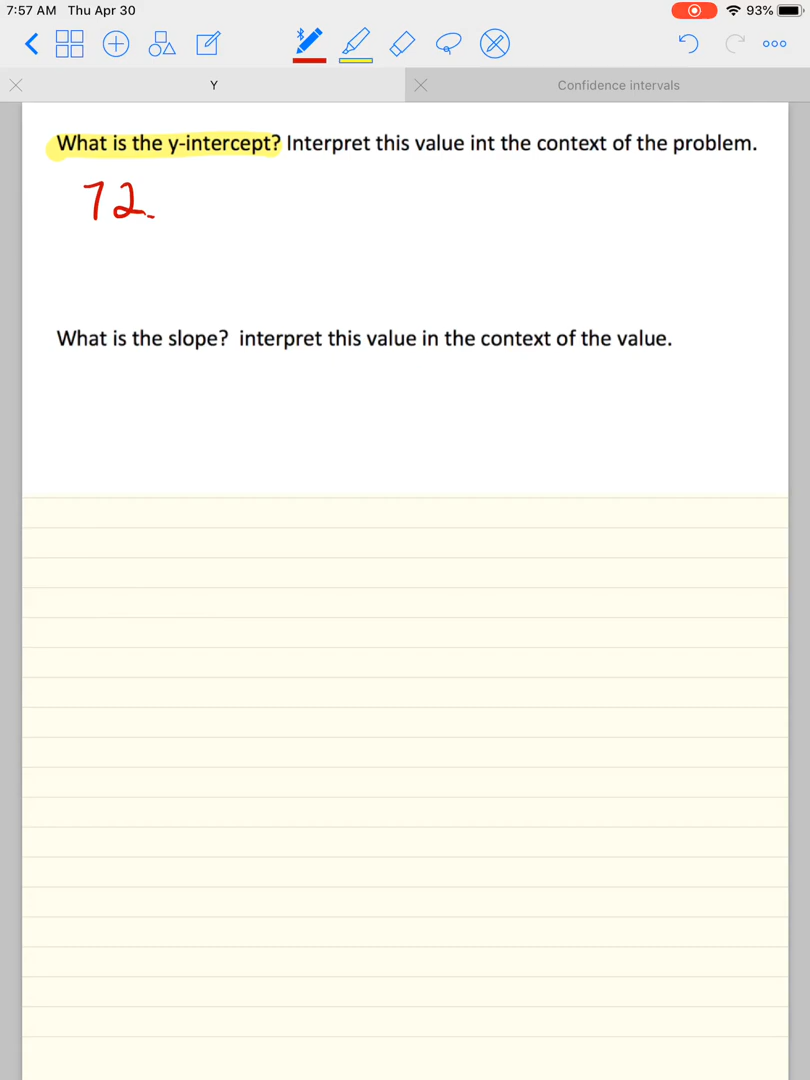 7:57 AM Thu Apr 30 93%
Y Confidence intervals
What is the y-intercept? Interpret this value int the context of the problem.
72.
What is the slope? interpret this value in the context of the value.